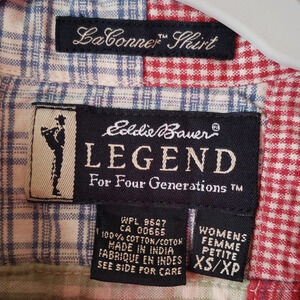 LaConner™ Shirt
Eddie Bauer®
LEGEND
For Four Generations™
WPL 9647
CA 00665
100% COTTON/COTON
MADE IN INDIA
FABRIQUE EN INDES
SEE SIDE FOR CARE
WOMENS
FEMME
PETITE
XS/XP